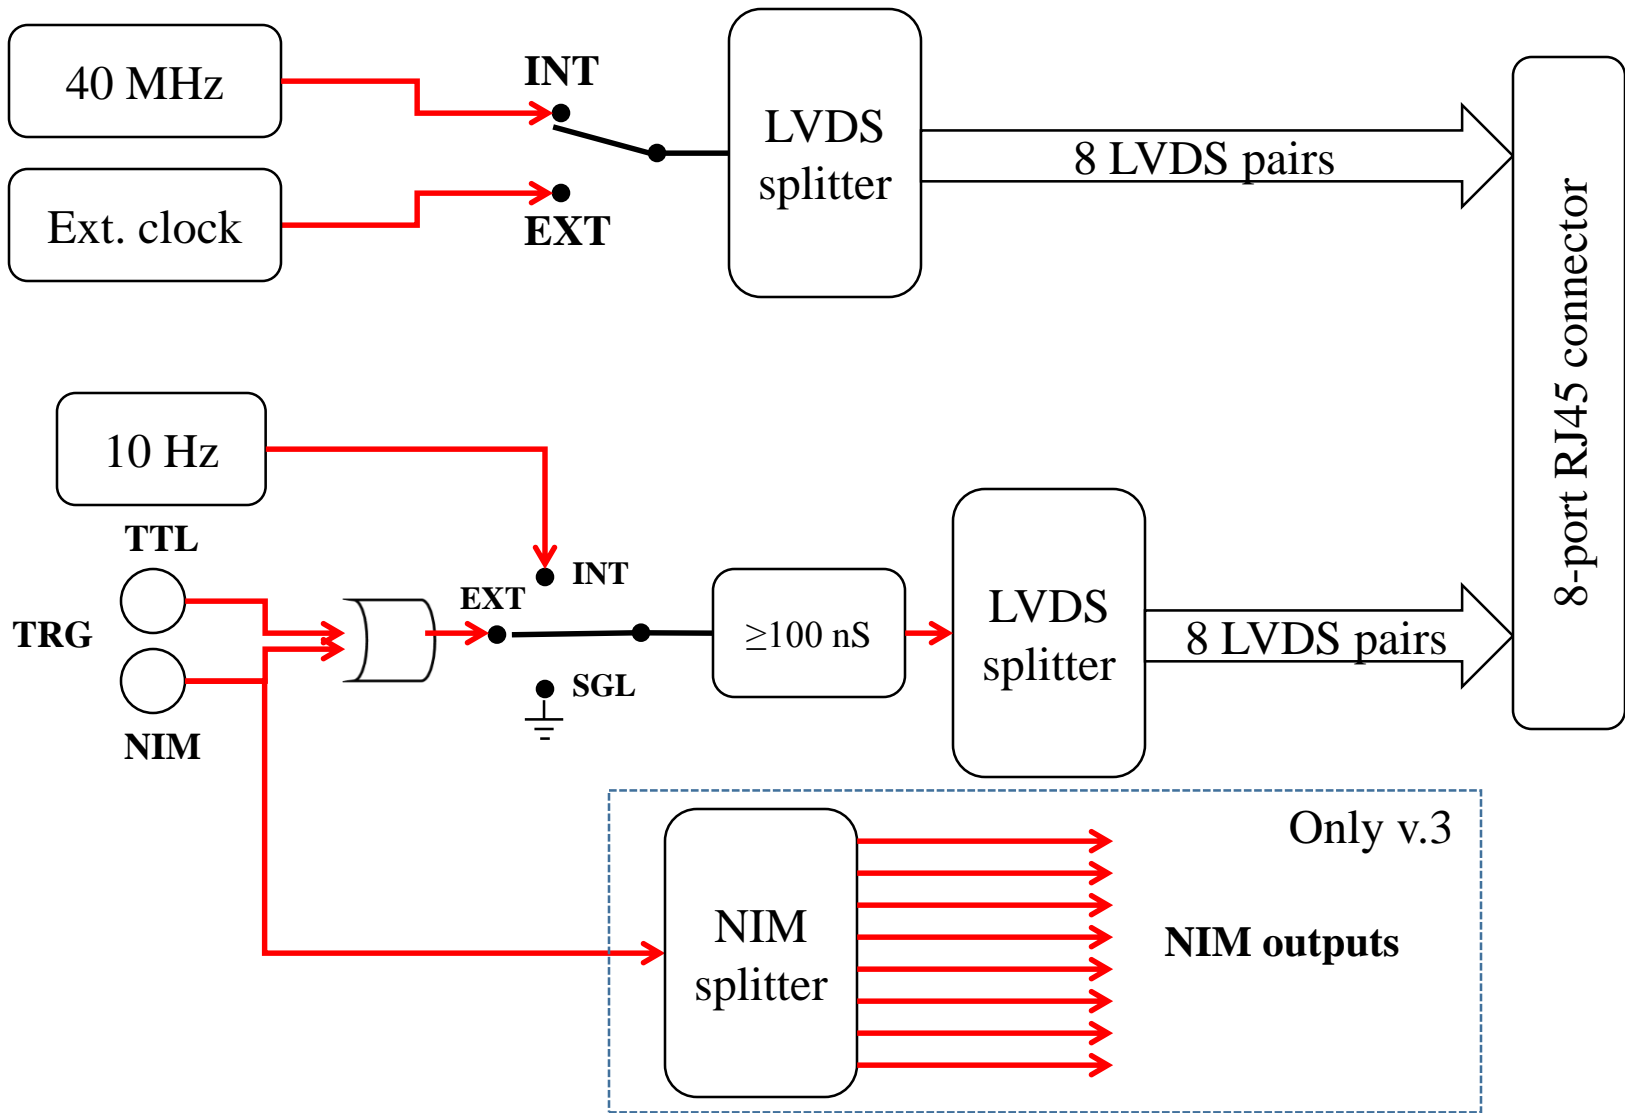 40 MHz
INT
LVDS
splitter
8 LVDS pairs
Ext. clock
EXT
8-port RJ45 connector
10 Hz
TTL
TRG
NIM
EXT
INT
SGL
≥100 nS
LVDS
splitter
8 LVDS pairs
Only v.3
NIM
splitter
NIM outputs